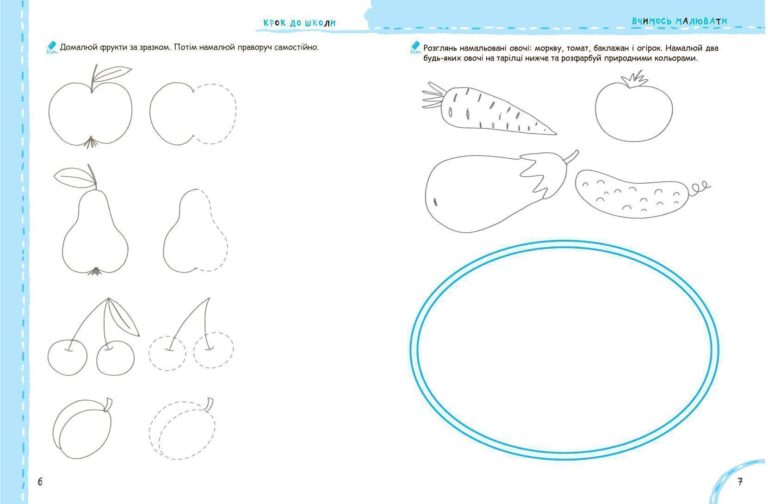 КРОК ДО ШКОЛИ
Домалюй фрукти за зразком. Потім намалюй праворуч самостійно.
6
ВЧИМОСЬ МАЛЮВАТИ
Розглянь намальовані овочі: моркву, томат, баклажан і огірок. Намалюй два
будь-яких овочі на тарілці нижче та розфарбуй природними кольорами.
7